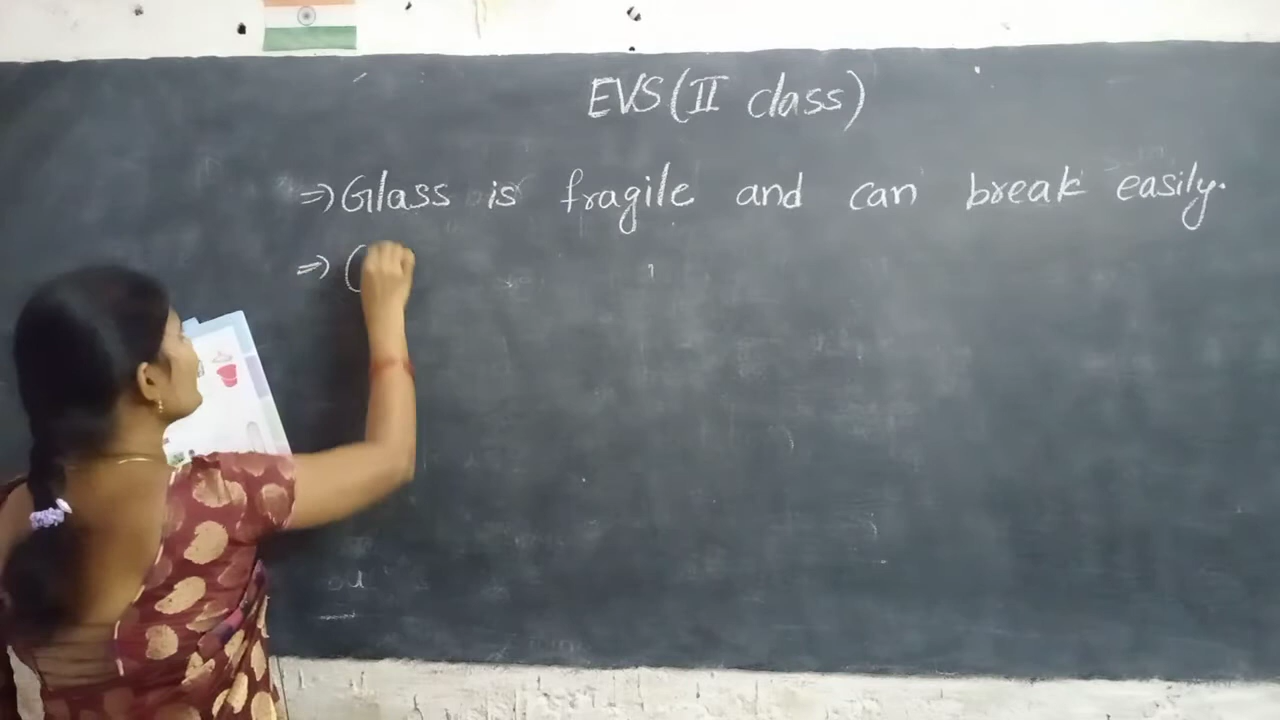 EVS (II class)
⇒ Glass is fragile and can break easily.
⇒